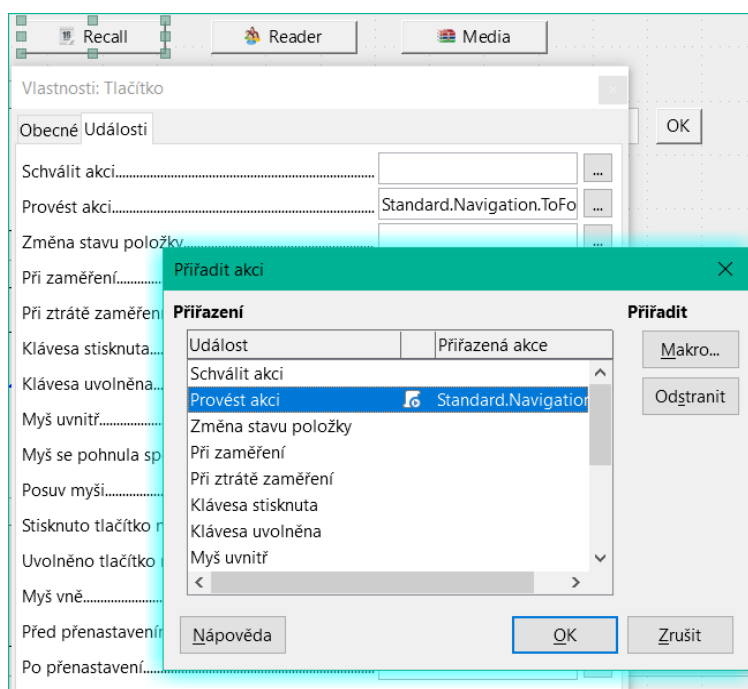 Recall Reader Media
Vlastnosti: Tlačítko
Obecné Události
OK
Schválit akci ...
Provést akci Standard.Navigation.ToFo ...
Změna stavu položky ...
Při zaměření
Při ztrátě zaměřen
Klávesa stisknuta
Klávesa uvolněna
Myš uvnitř
Myš se pohnula sp
Posuv myši
Stisknuto tlačítko
Uvolněno tlačítko
Myš vně
Před přenastavení
Po přenastavení
Přiřadit akci
Přiřazení Přiřadit
Událost Přiřazená akce
Makro...
Schválit akci
Provést akci Standard.Navigation
Odstranit
Změna stavu položky
Při zaměření
Při ztrátě zaměření
Klávesa stisknuta
Klávesa uvolněna
Myš uvnitř
Nápověda OK Zrušit